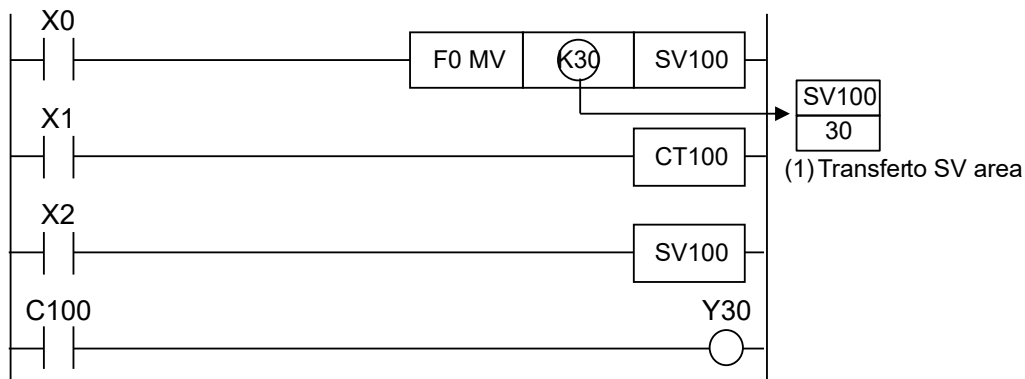 X0
F0 MV K30 SV100
SV100
30
X1
CT100
(1) Transferto SV area
X2
SV100
C100 Y30